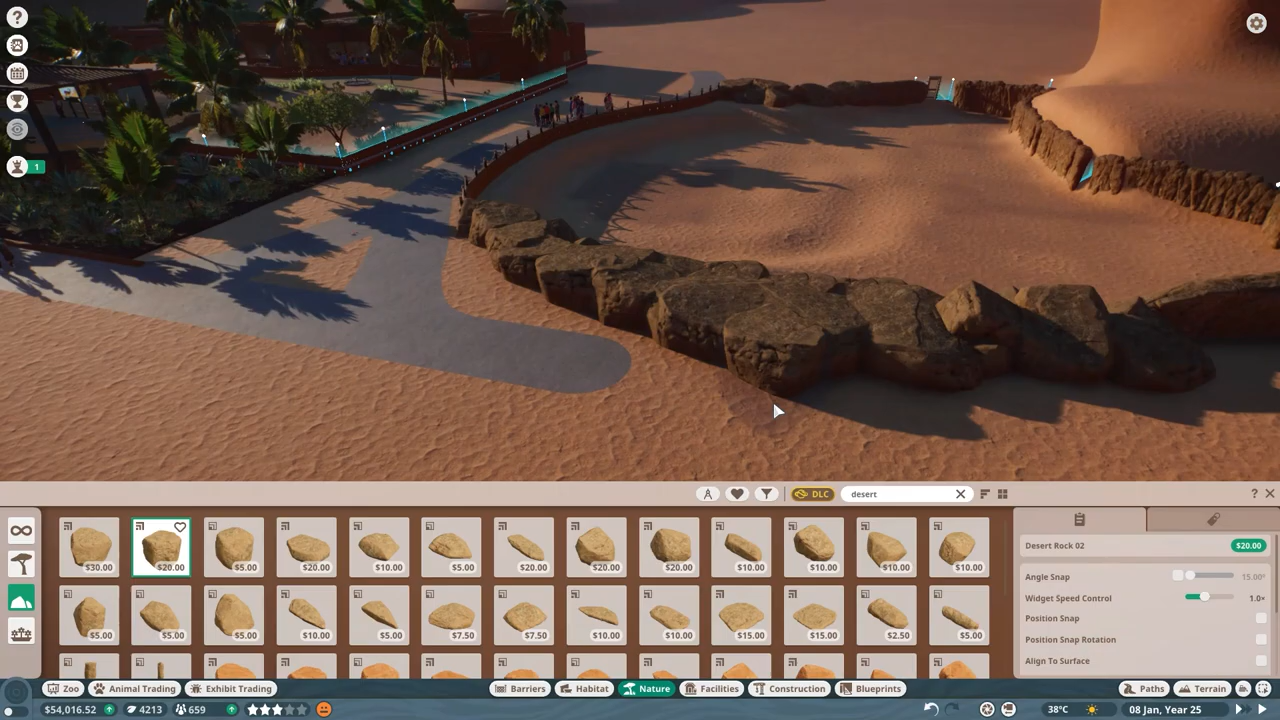 ?
1
DLC desert ?
$30.00 $20.00 $5.00 $20.00 $10.00 $5.00 $20.00 $20.00 $20.00 $10.00 $10.00 $10.00 $10.00
$5.00 $5.00 $5.00 $10.00 $5.00 $7.50 $7.50 $10.00 $10.00 $15.00 $15.00 $2.50 $5.00
Desert Rock 02 $20.00
Angle Snap 15.00°
Widget Speed Control 1.0×
Position Snap
Position Snap Rotation
Align To Surface
Zoo Animal Trading Exhibit Trading Barriers Habitat Nature Facilities Construction Blueprints Paths Terrain
$54,016.52 4213 659 38°C 08 Jan, Year 25